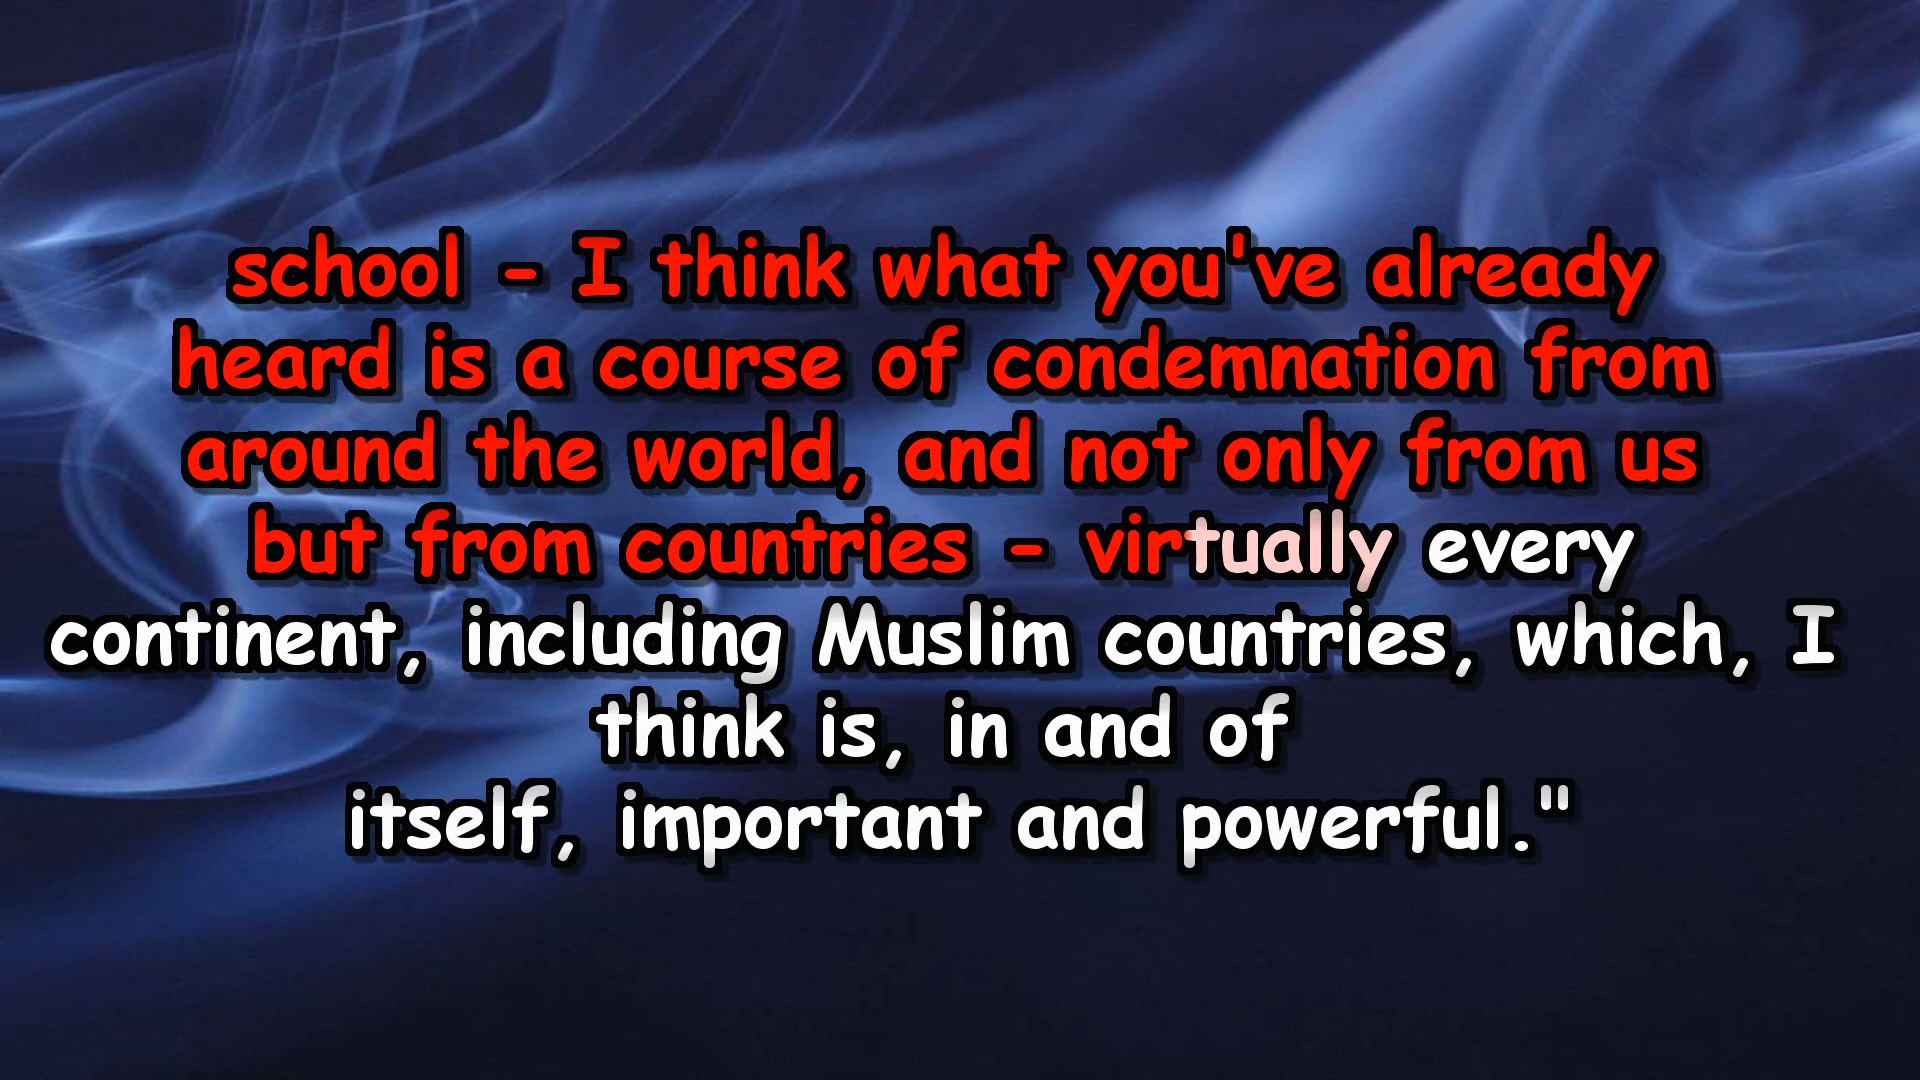 school - I think what you've already
heard is a course of condemnation from
around the world, and not only from us
but from countries - virtually every
continent, including Muslim countries, which, I
think is, in and of
itself, important and powerful."